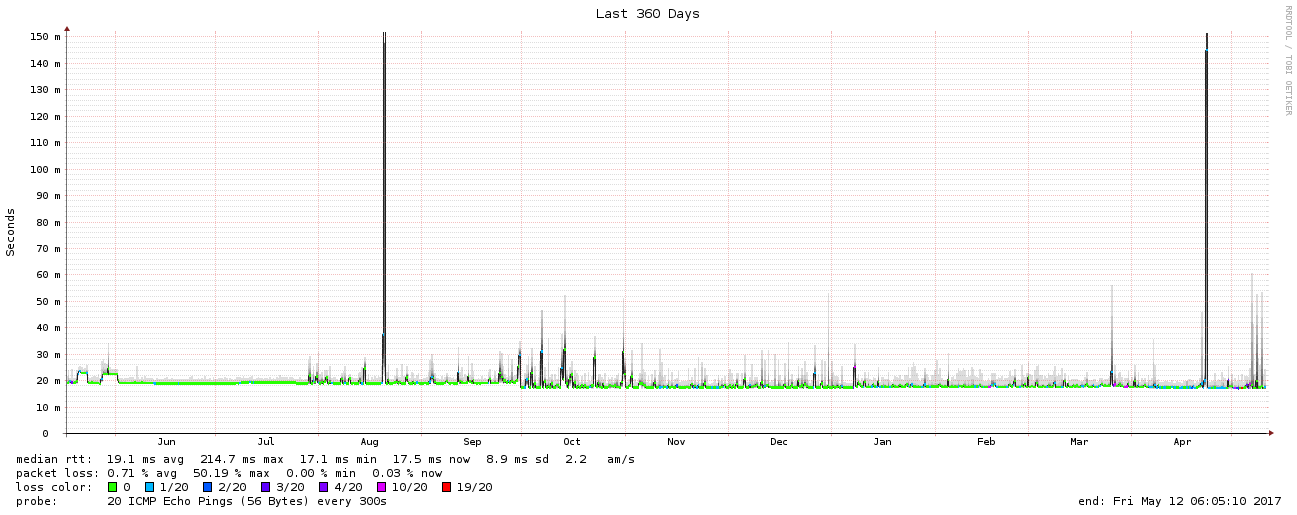 Last 360 Days
RRDTOOL / TOBI OETIKER
Seconds
150 m
140 m
130 m
120 m
110 m
100 m
90 m
80 m
70 m
60 m
50 m
40 m
30 m
20 m
10 m
0
Jun Jul Aug Sep Oct Nov Dec Jan Feb Mar Apr
median rtt: 19.1 ms avg 214.7 ms max 17.1 ms min 17.5 ms now 8.9 ms sd 2.2 am/s
packet loss: 0.71 % avg 50.19 % max 0.00 % min 0.03 % now
loss color: 0 1/20 2/20 3/20 4/20 10/20 19/20
probe: 20 ICMP Echo Pings (56 Bytes) every 300s end: Fri May 12 06:05:10 2017